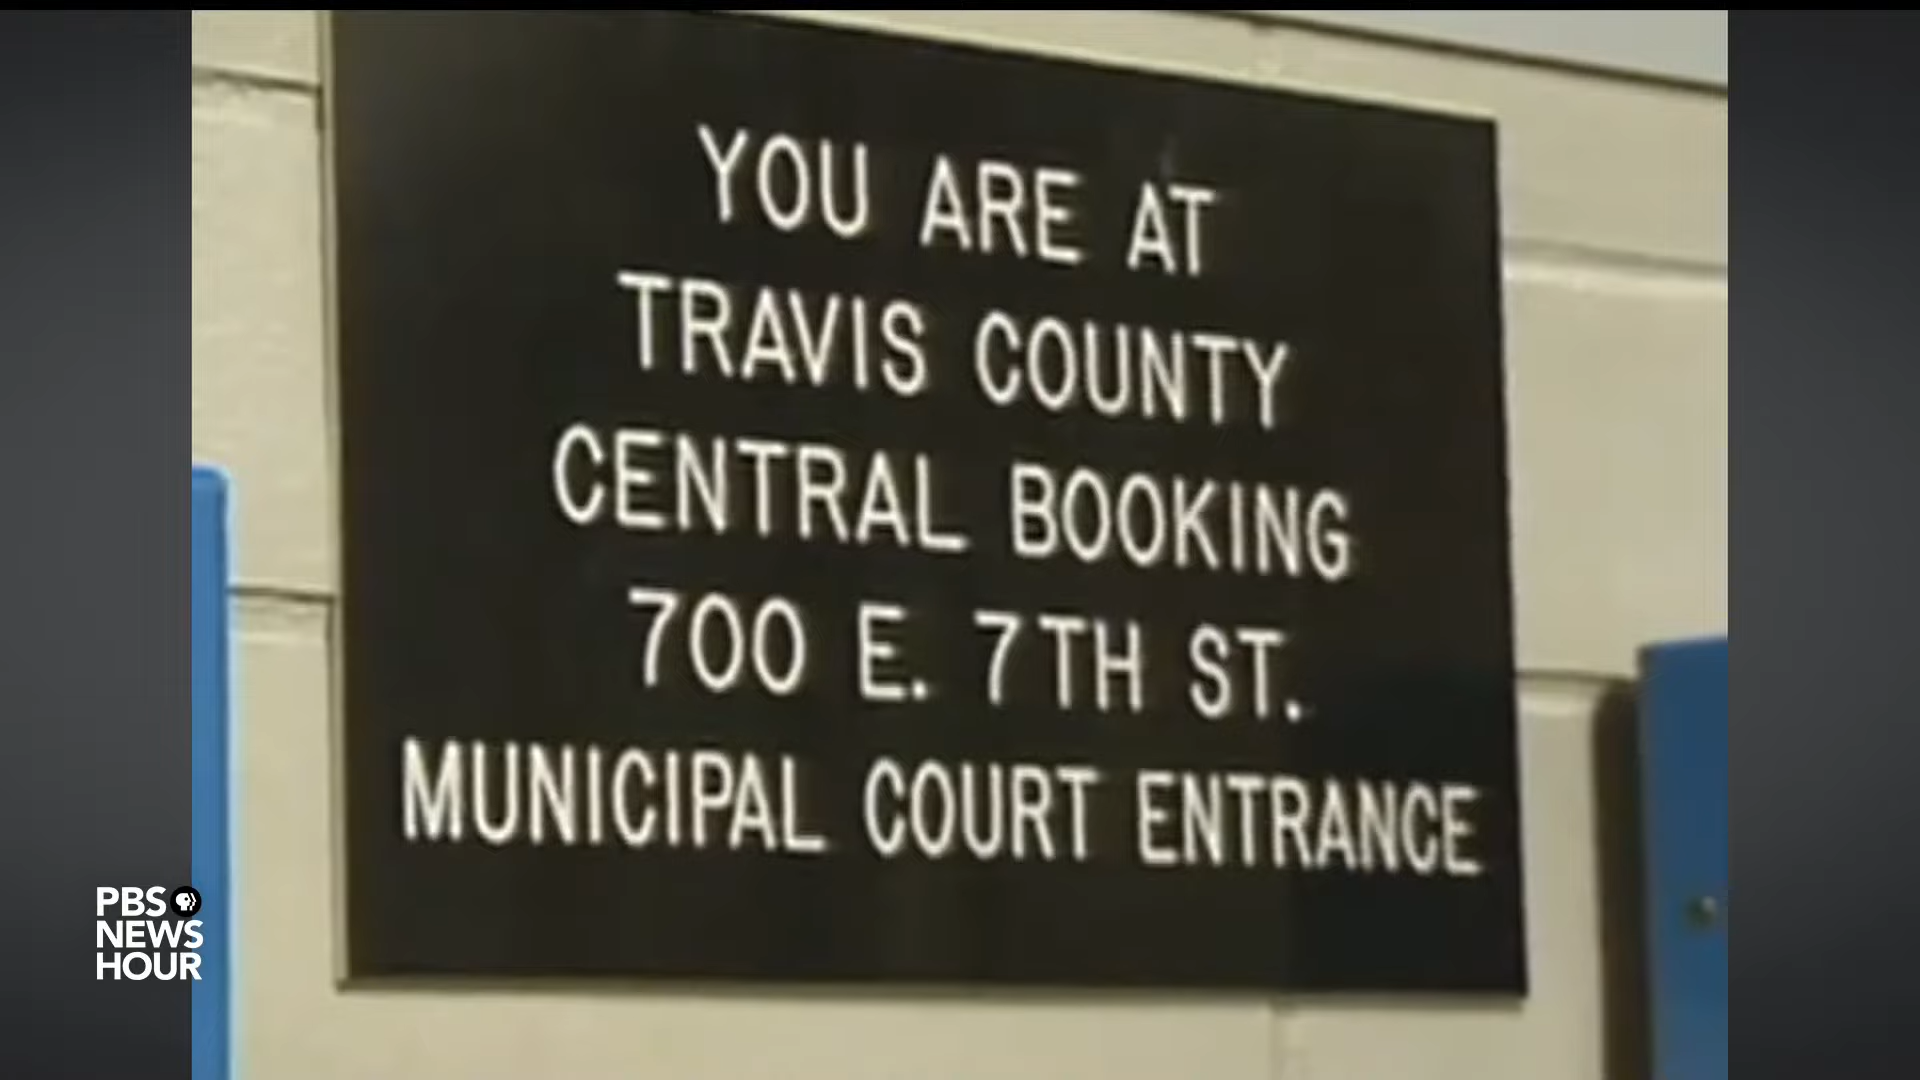 YOU ARE AT
TRAVIS COUNTY
CENTRAL BOOKING
700 E. 7TH ST.
MUNICIPAL COURT ENTRANCE
PBS
NEWS
HOUR